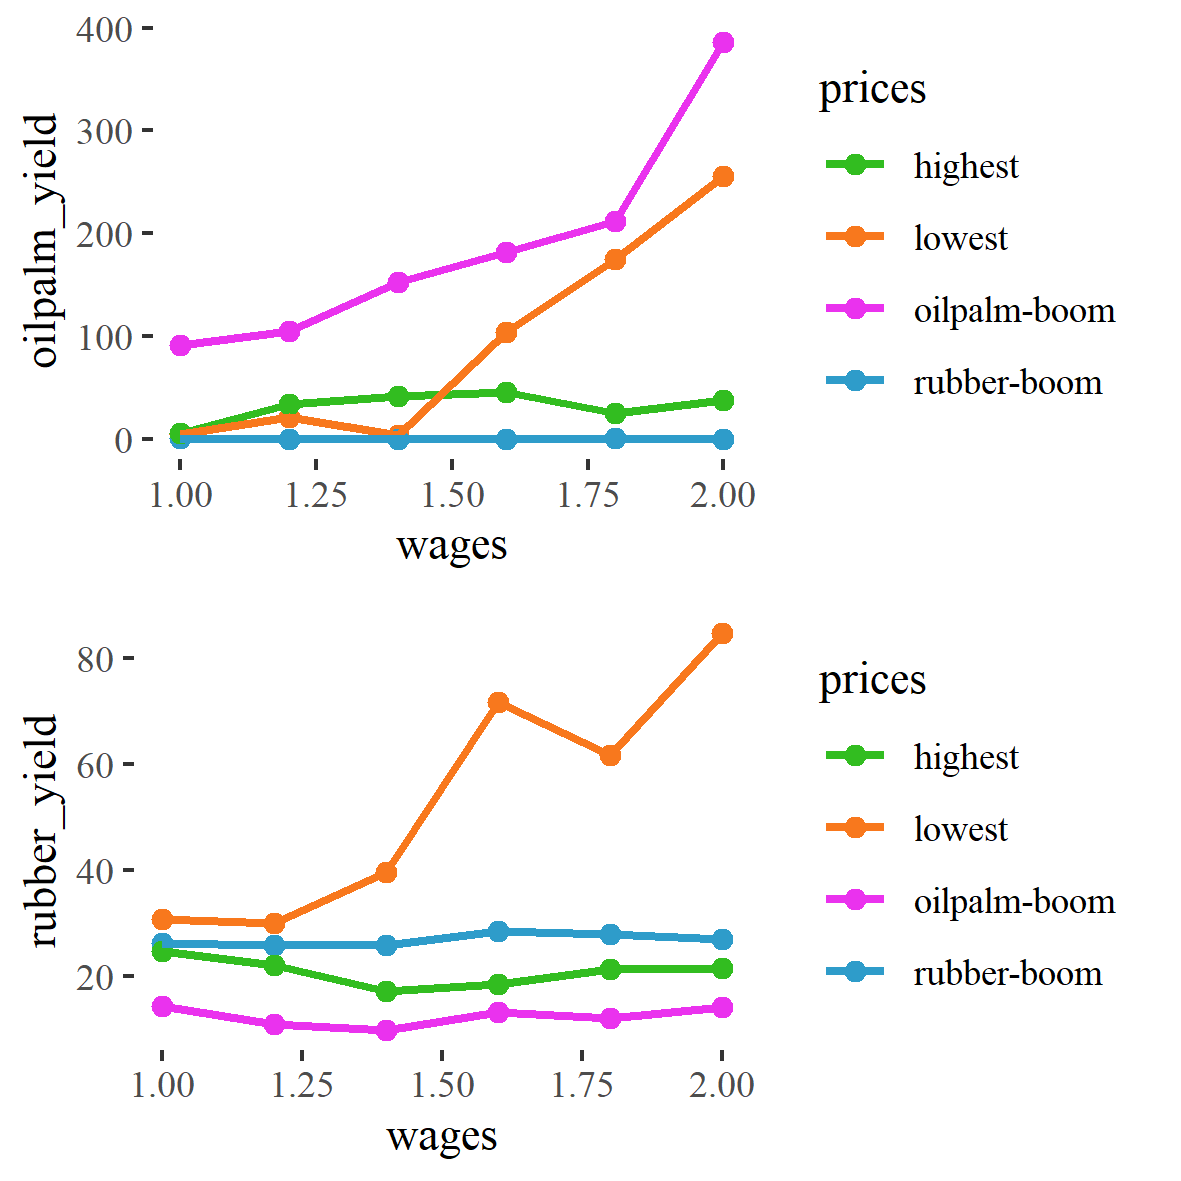 oilpalm_yield
400
300
200
100
0
1.00 1.25 1.50 1.75 2.00
wages
prices
highest
lowest
oilpalm-boom
rubber-boom
rubber_yield
80
60
40
20
1.00 1.25 1.50 1.75 2.00
wages
prices
highest
lowest
oilpalm-boom
rubber-boom